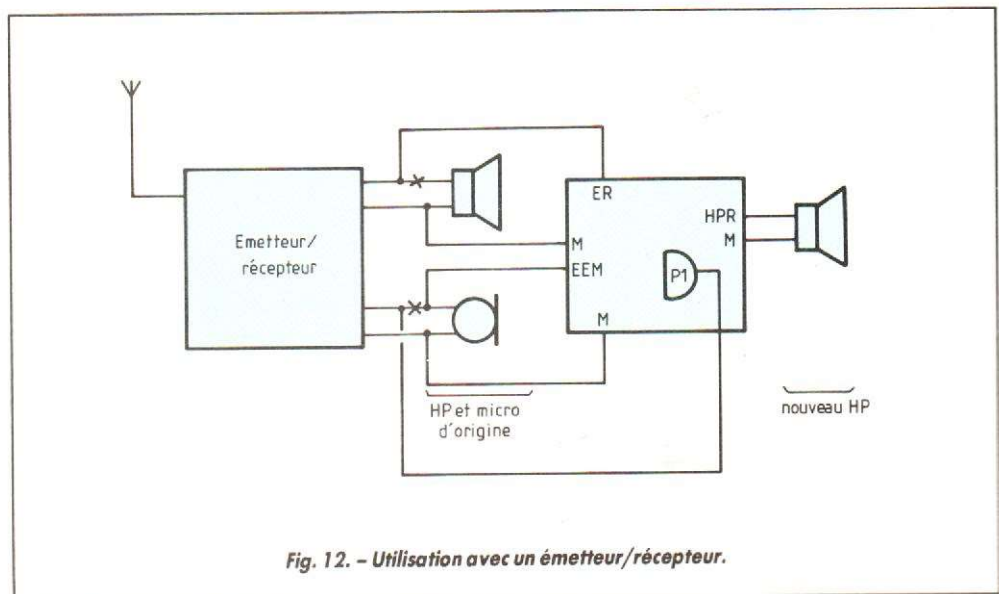 Emetteur/
récepteur
ER
M
EEM
M
P1
HPR
M
HP et micro
d'origine
nouveau HP
Fig. 12. – Utilisation avec un émetteur/récepteur.